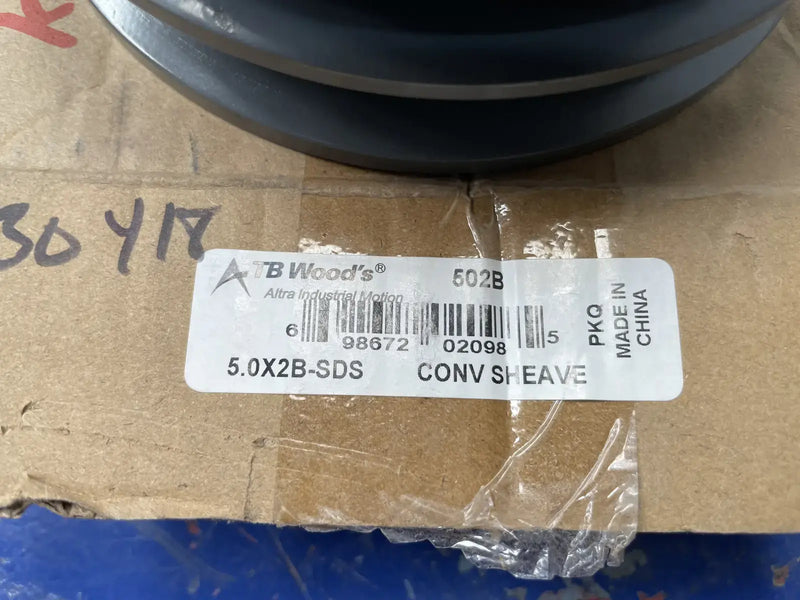 30 Y18
TB Wood's® 502B
Altra Industrial Motion
6 98672 02098 5
5.0X2B-SDS CONV SHEAVE
PKQ
MADE IN
CHINA